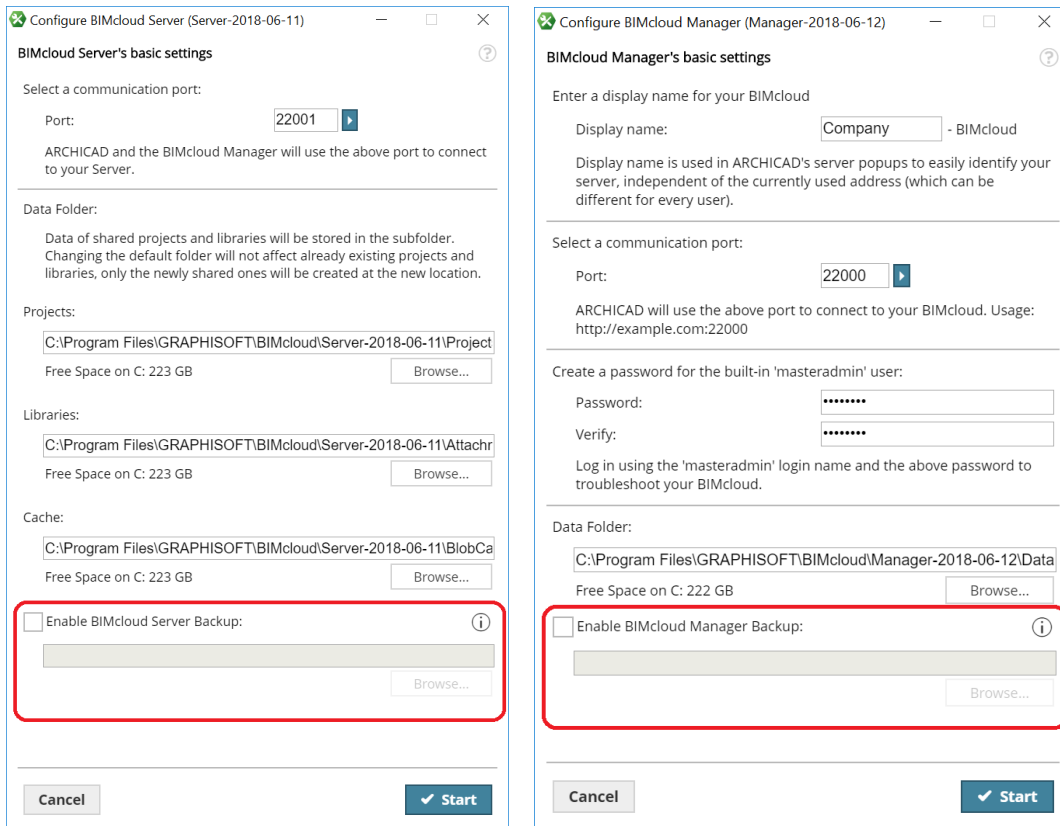 Configure BIMcloud Server (Server-2018-06-11)
BIMcloud Server's basic settings
Select a communication port:
Port:
22001
ARCHICAD and the BIMcloud Manager will use the above port to connect
to your Server.
Data Folder:
Data of shared projects and libraries will be stored in the subfolder.
Changing the default folder will not affect already existing projects and
libraries, only the newly shared ones will be created at the new location.
Projects:
C:\Program Files\GRAPHISOFT\BIMcloud\Server-2018-06-11\Project
Free Space on C: 223 GB
Browse...
Libraries:
C:\Program Files\GRAPHISOFT\BIMcloud\Server-2018-06-11\Attachr
Free Space on C: 223 GB
Browse...
Cache:
C:\Program Files\GRAPHISOFT\BIMcloud\Server-2018-06-11\BlobCa
Free Space on C: 223 GB
Browse...
Enable BIMcloud Server Backup:
Browse...
Cancel
Start
Configure BIMcloud Manager (Manager-2018-06-12)
BIMcloud Manager's basic settings
Enter a display name for your BIMcloud
Display name:
Company
- BIMcloud
Display name is used in ARCHICAD's server popups to easily identify your
server, independent of the currently used address (which can be
different for every user).
Select a communication port:
Port:
22000
ARCHICAD will use the above port to connect to your BIMcloud. Usage:
http://example.com:22000
Create a password for the built-in 'masteradmin' user:
Password:
••••••••
Verify:
••••••••
Log in using the 'masteradmin' login name and the above password to
troubleshoot your BIMcloud.
Data Folder:
C:\Program Files\GRAPHISOFT\BIMcloud\Manager-2018-06-12\Data
Free Space on C: 222 GB
Browse...
Enable BIMcloud Manager Backup:
Browse...
Cancel
Start